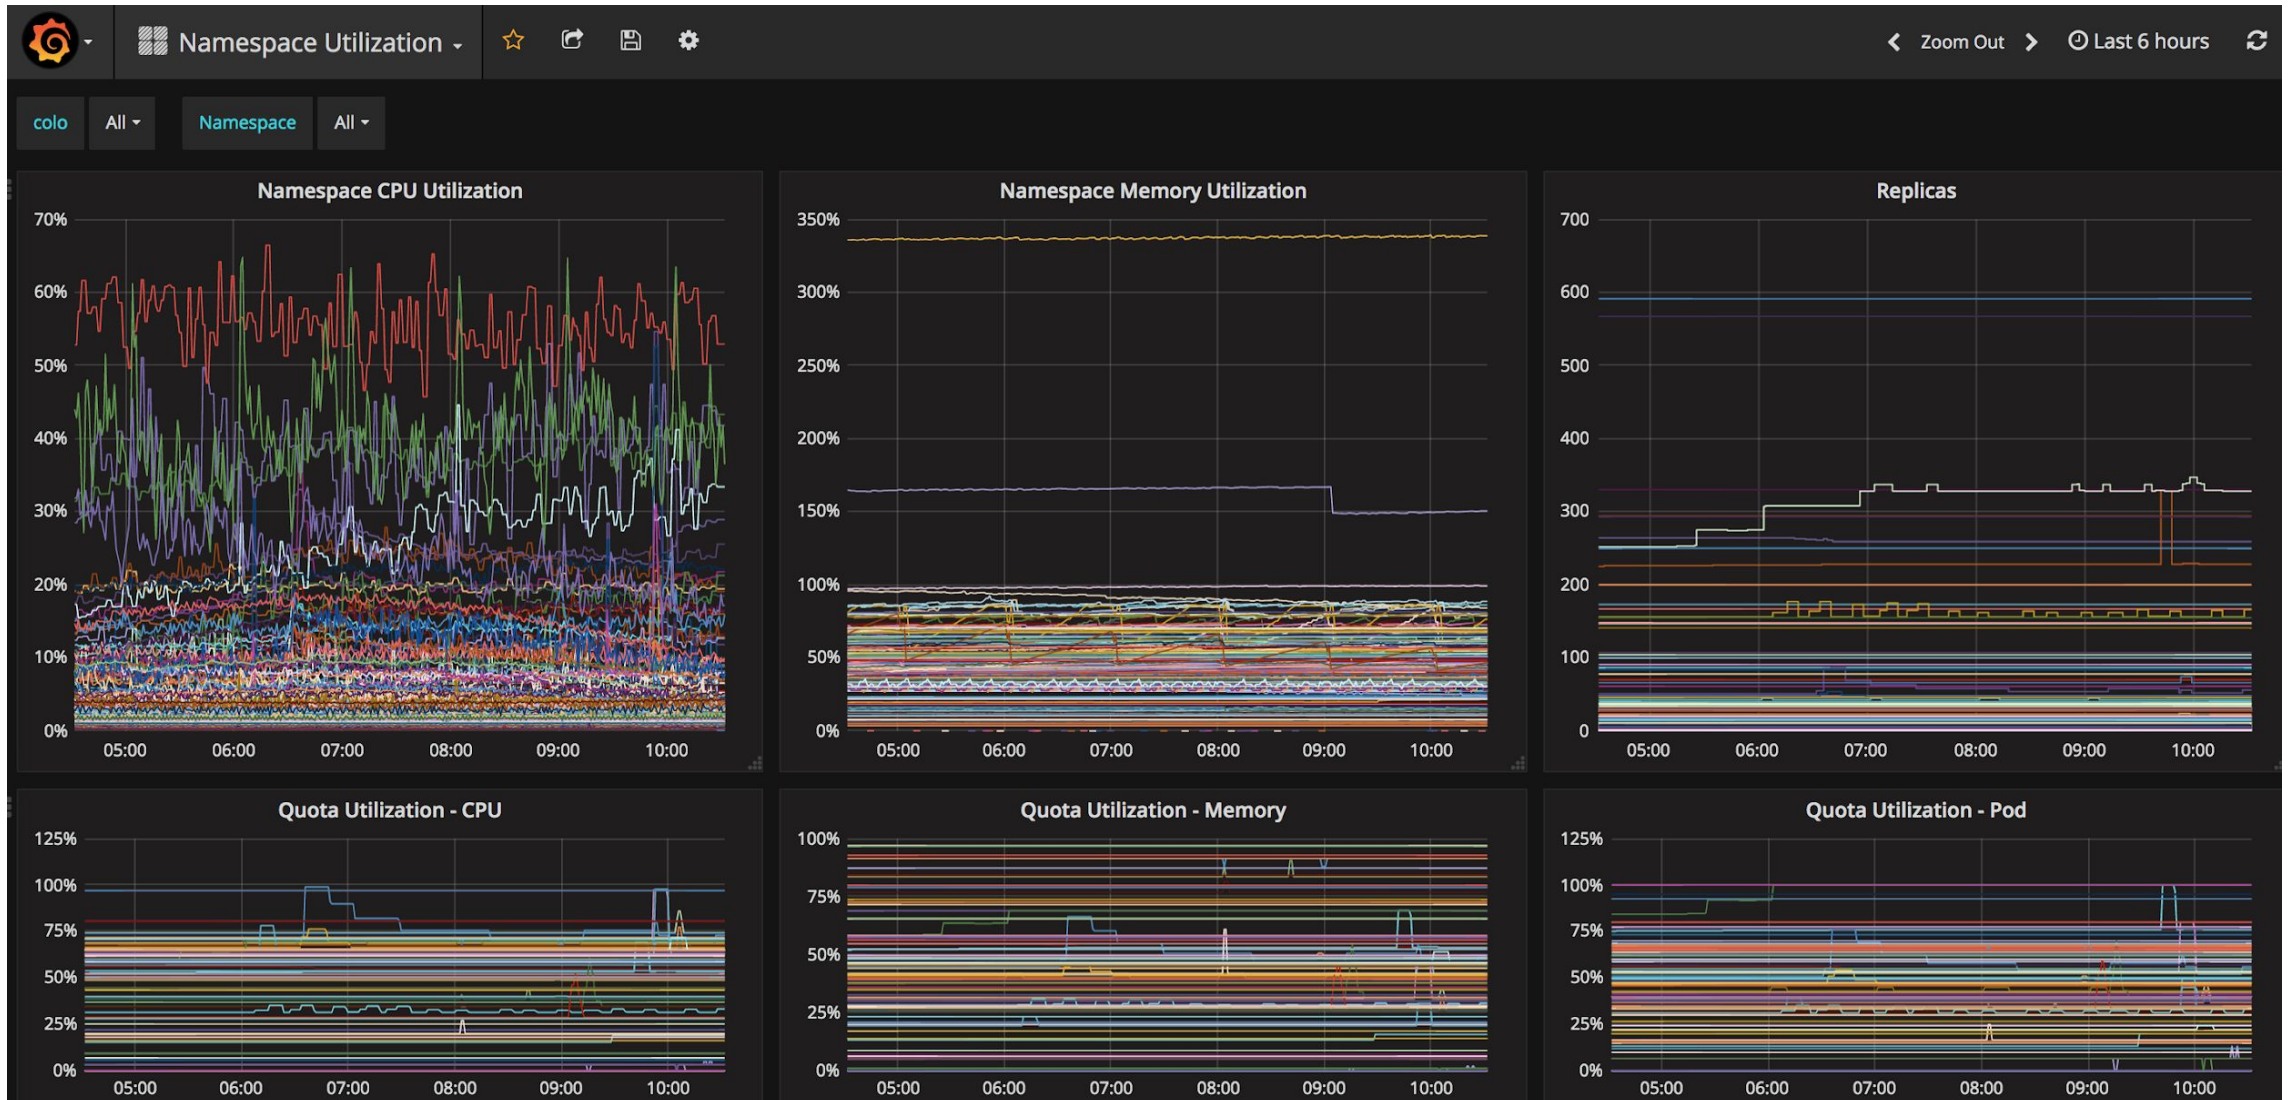 Namespace Utilization
Zoom Out
Last 6 hours
colo
All
Namespace
All
Namespace CPU Utilization
70%
60%
50%
40%
30%
20%
10%
0%
05:00 06:00 07:00 08:00 09:00 10:00
Namespace Memory Utilization
350%
300%
250%
200%
150%
100%
50%
0%
05:00 06:00 07:00 08:00 09:00 10:00
Replicas
700
600
500
400
300
200
100
0
05:00 06:00 07:00 08:00 09:00 10:00
Quota Utilization - CPU
125%
100%
75%
50%
25%
0%
05:00 06:00 07:00 08:00 09:00 10:00
Quota Utilization - Memory
100%
75%
50%
25%
0%
05:00 06:00 07:00 08:00 09:00 10:00
Quota Utilization - Pod
125%
100%
75%
50%
25%
0%
05:00 06:00 07:00 08:00 09:00 10:00